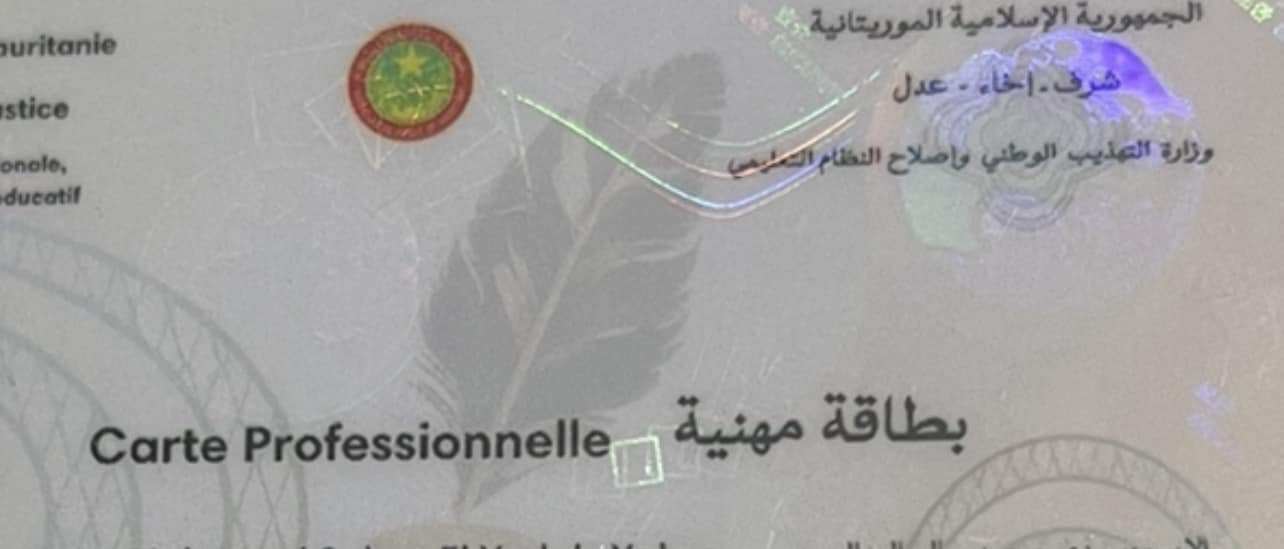 الجمهورية الإسلامية الموريتانية
شرف - إخاء - عدل
وزارة التهذيب الوطني وإصلاح النظام التعليمي
uritanie
stice
onale,
ducatif
Carte Professionnelle بطاقة مهنية